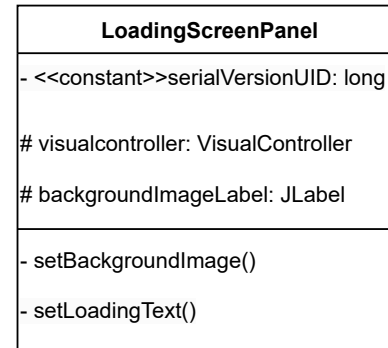 LoadingScreenPanel
- <<constant>>serialVersionUID: long
# visualcontroller: VisualController
# backgroundImageLabel: JLabel
- setBackgroundImage()
- setLoadingText()